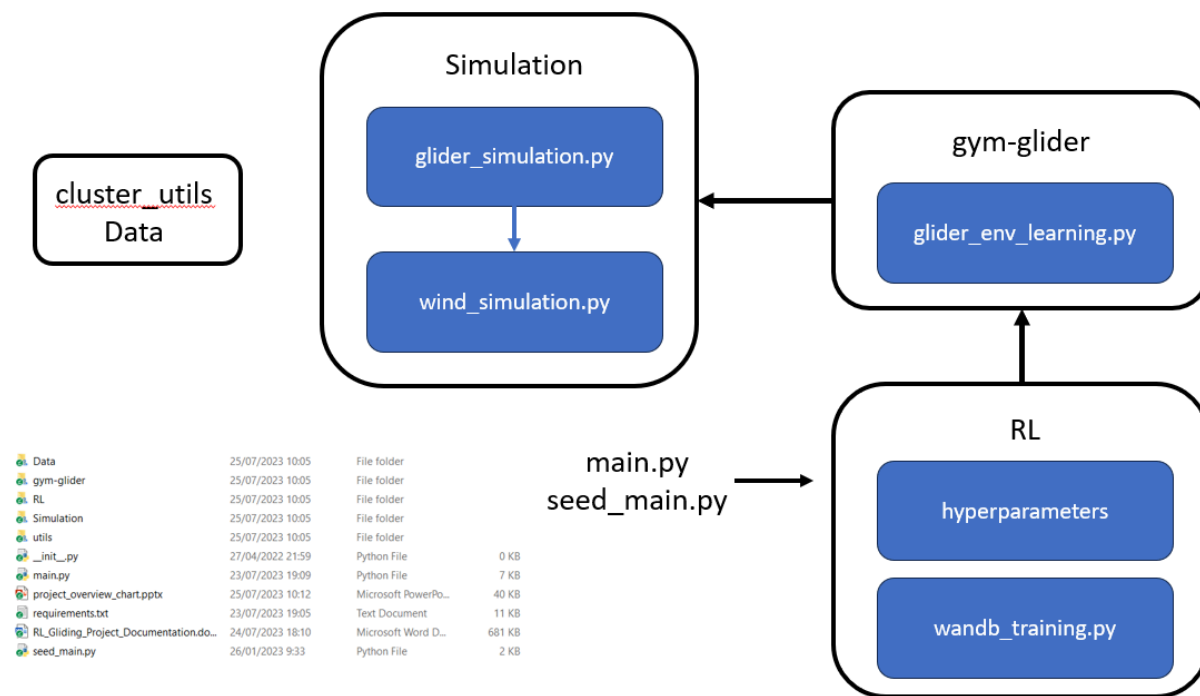 Simulation
glider_simulation.py
wind_simulation.py
cluster_utils
Data
gym-glider
glider_env_learning.py
RL
hyperparameters
wandb_training.py
main.py
seed_main.py
Data 25/07/2023 10:05 File folder
gym-glider 25/07/2023 10:05 File folder
RL 25/07/2023 10:05 File folder
Simulation 25/07/2023 10:05 File folder
utils 25/07/2023 10:05 File folder
__init__.py 27/04/2022 21:59 Python File 0 KB
main.py 23/07/2023 19:09 Python File 7 KB
project_overview_chart.pptx 25/07/2023 10:12 Microsoft PowerPo... 40 KB
requirements.txt 23/07/2023 19:05 Text Document 11 KB
RL_Gliding_Project_Documentation.do... 24/07/2023 18:10 Microsoft Word D... 681 KB
seed_main.py 26/01/2023 9:33 Python File 2 KB